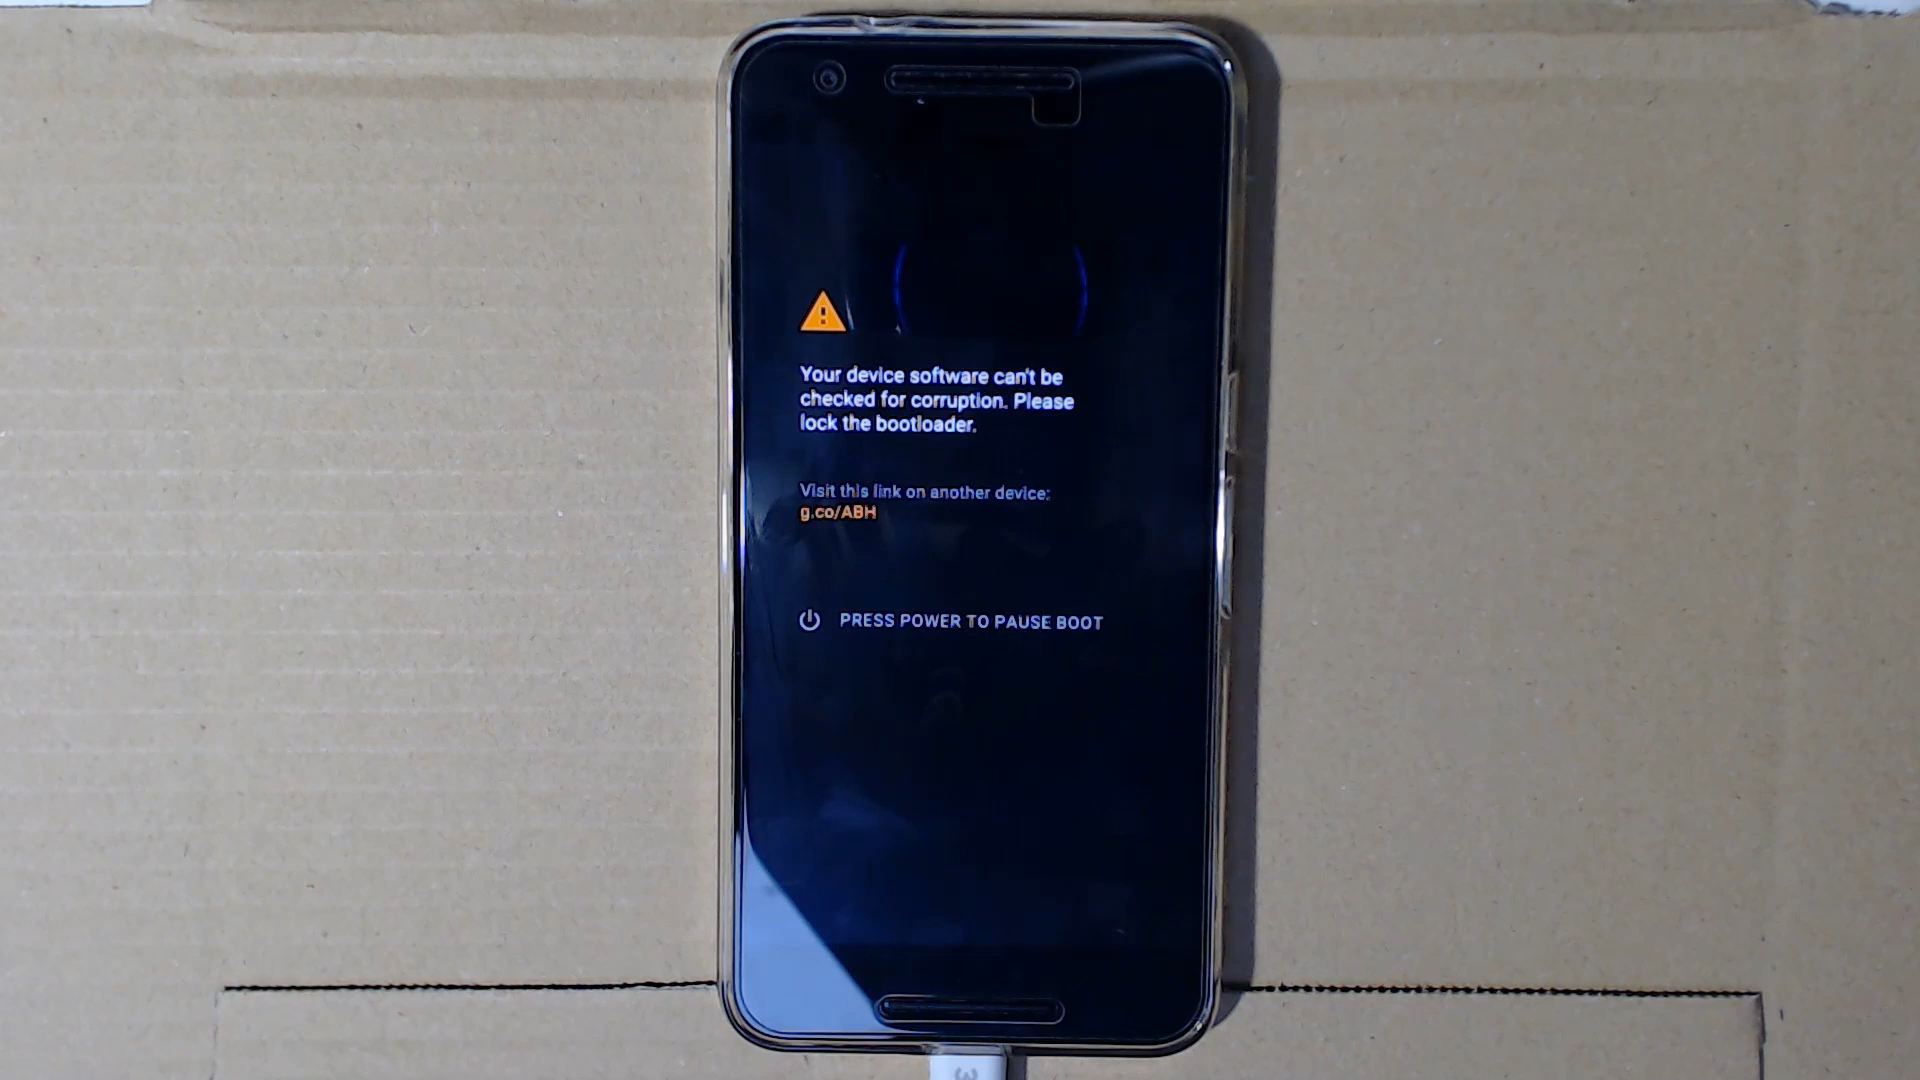 Your device software can't be
checked for corruption. Please
lock the bootloader.
Visit this link on another device:
g.co/ABH
PRESS POWER TO PAUSE BOOT
3